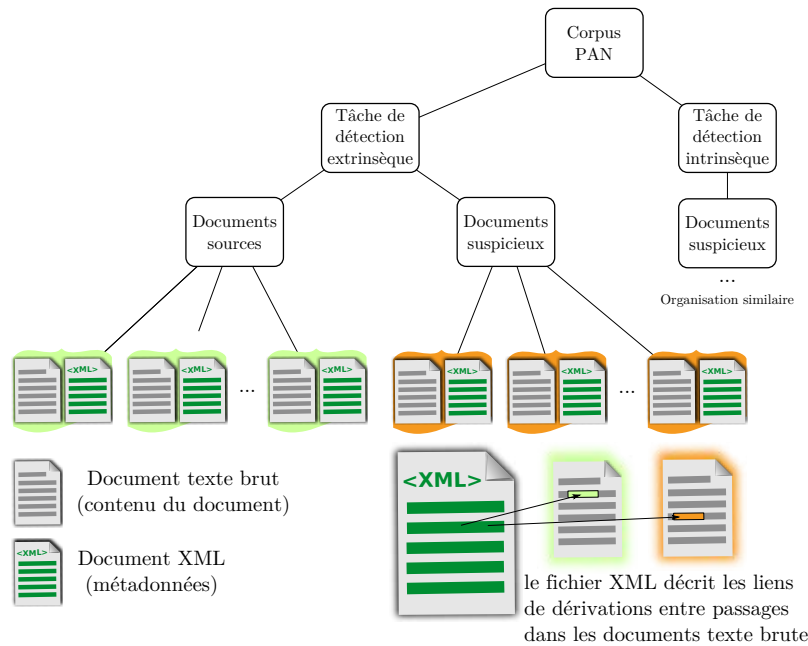 Corpus
PAN
Tâche de
détection
extrinsèque
Tâche de
détection
intrinsèque
Documents
sources
Documents
suspicieux
Documents
suspicieux
...
Organisation similaire
<XML>
<XML>
...
<XML>
<XML>
<XML>
...
<XML>
Document texte brut
(contenu du document)
<XML>
Document XML
(métadonnées)
<XML>
le fichier XML décrit les liens
de dérivations entre passages
dans les documents texte brute